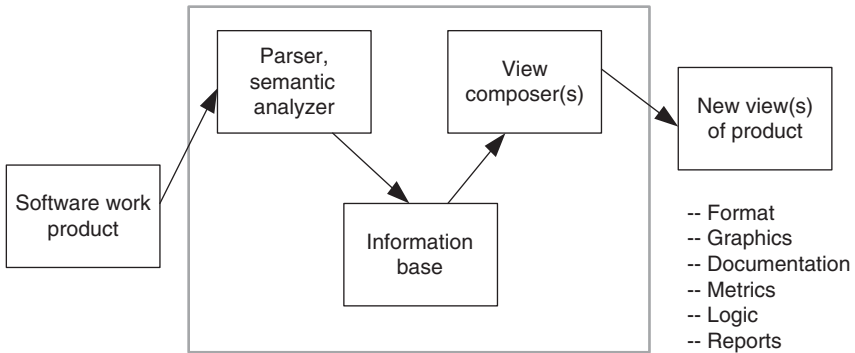 Software work
product
Parser,
semantic
analyzer
Information
base
View
composer(s)
New view(s)
of product
-- Format
-- Graphics
-- Documentation
-- Metrics
-- Logic
-- Reports